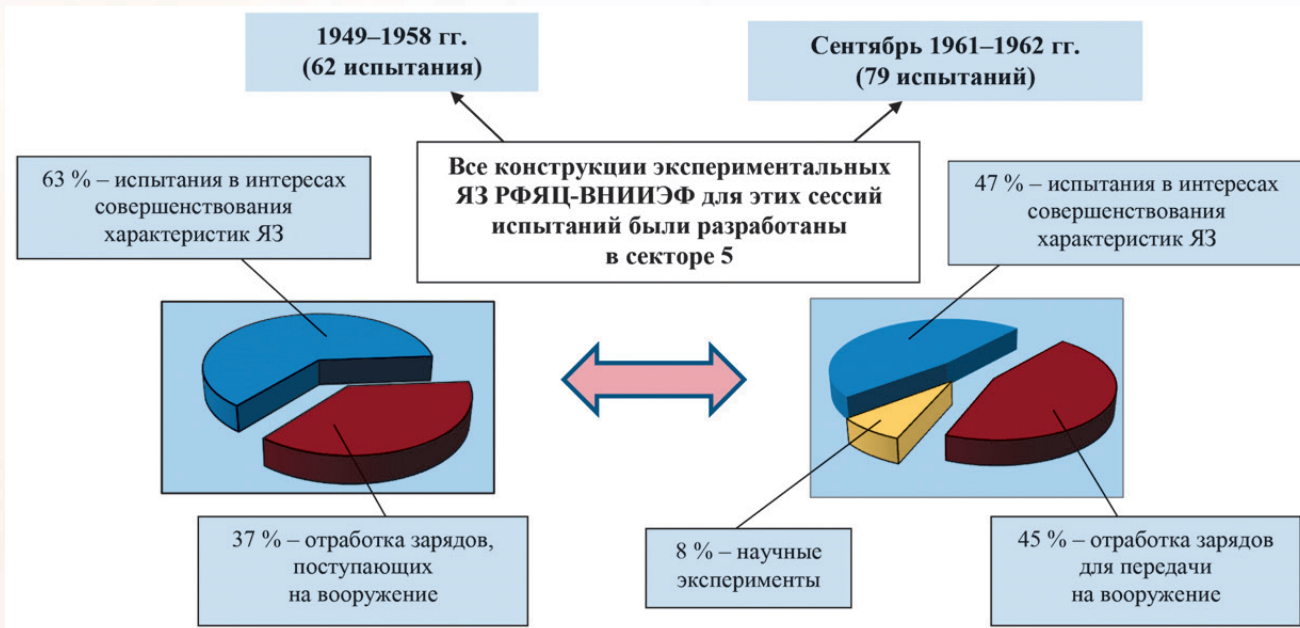 1949–1958 гг.
(62 испытания)
Сентябрь 1961–1962 гг.
(79 испытаний)
Все конструкции экспериментальных
ЯЗ РФЯЦ-ВНИИЭФ для этих сессий
испытаний были разработаны
в секторе 5
63 % – испытания в интересах
совершенствования
характеристик ЯЗ
47 % – испытания в интересах
совершенствования
характеристик ЯЗ
37 % – отработка зарядов,
поступающих
на вооружение
8 % – научные
эксперименты
45 % – отработка зарядов
для передачи
на вооружение